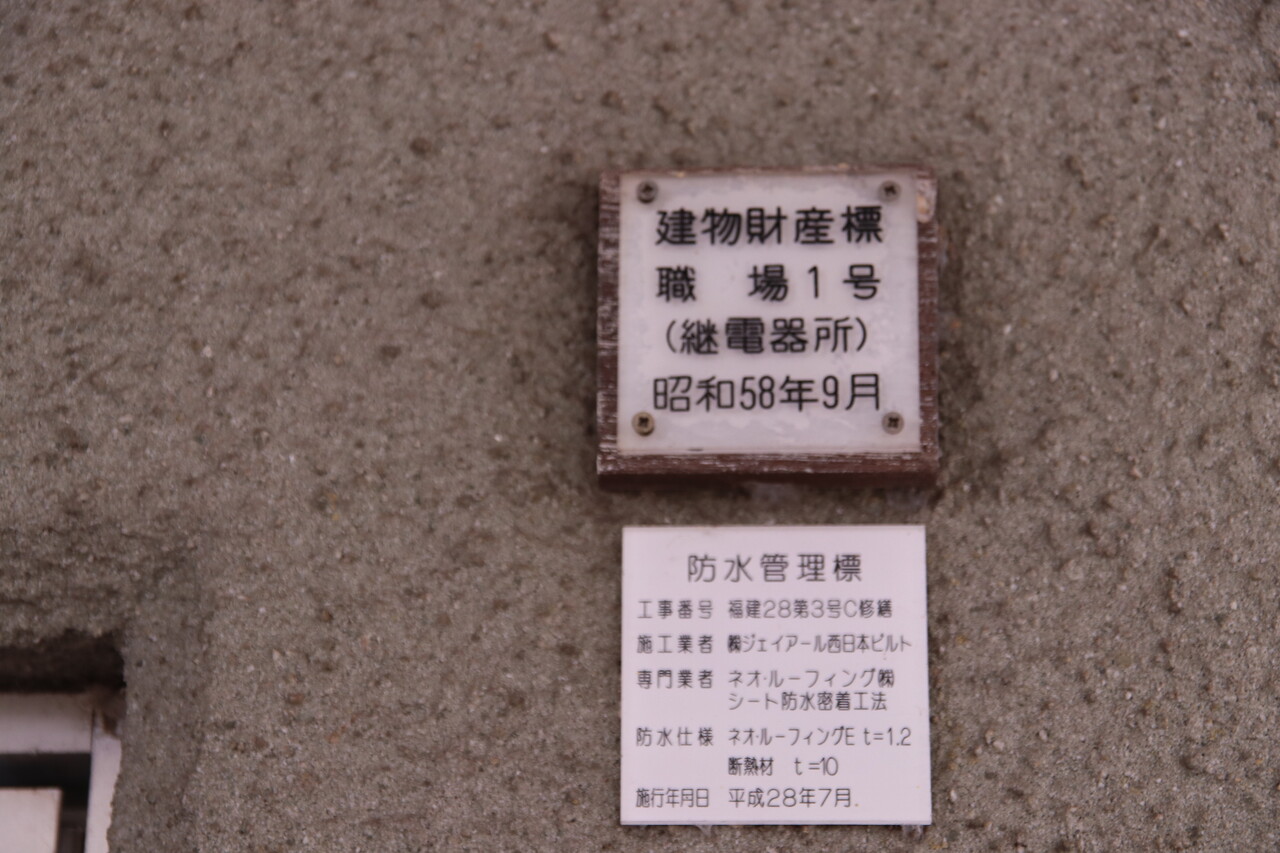 建物財産標
職　場1号
(継電器所)
昭和58年9月
防水管理標
工事番号 福建28第3号C修繕
施工業者 ㈱ジェイアール西日本ビルト
専門業者 ネオ・ルーフィング㈱
シート防水密着工法
防水仕様 ネオ・ルーフィングE t=1.2
断熱材 t=10
施行年月日 平成28年7月.